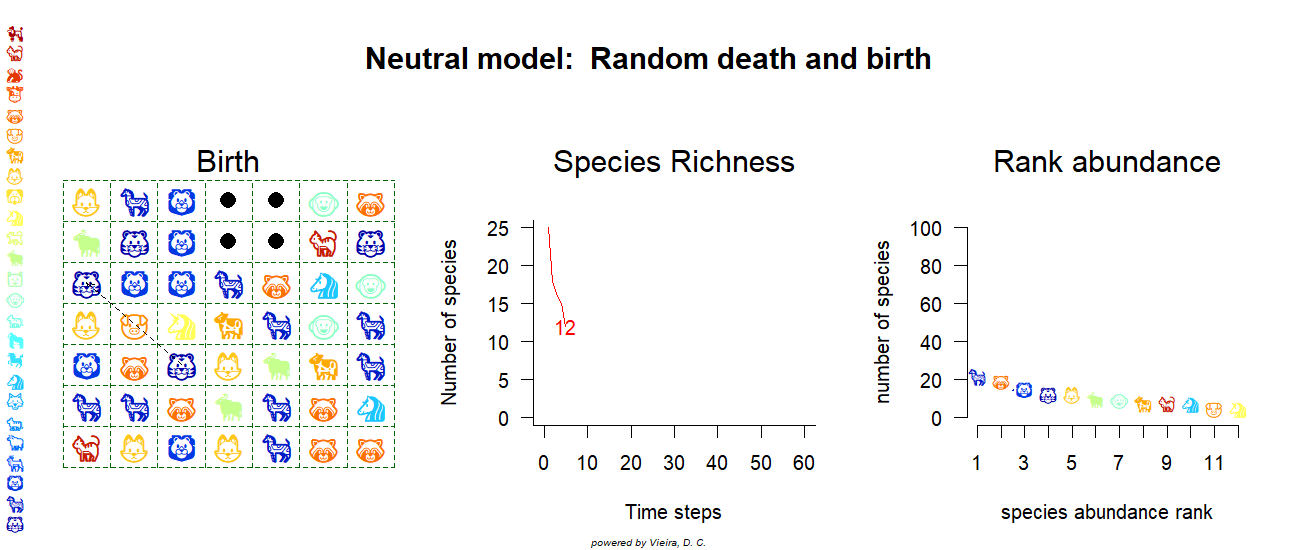 Neutral model:  Random death and birth
Birth
Species Richness
Number of species
25
20
15
10
5
0
12
0 10 20 30 40 50 60
Time steps
Rank abundance
number of species
100
80
60
40
20
0
1 3 5 7 9 11
species abundance rank
powered by Vieira, D. C.